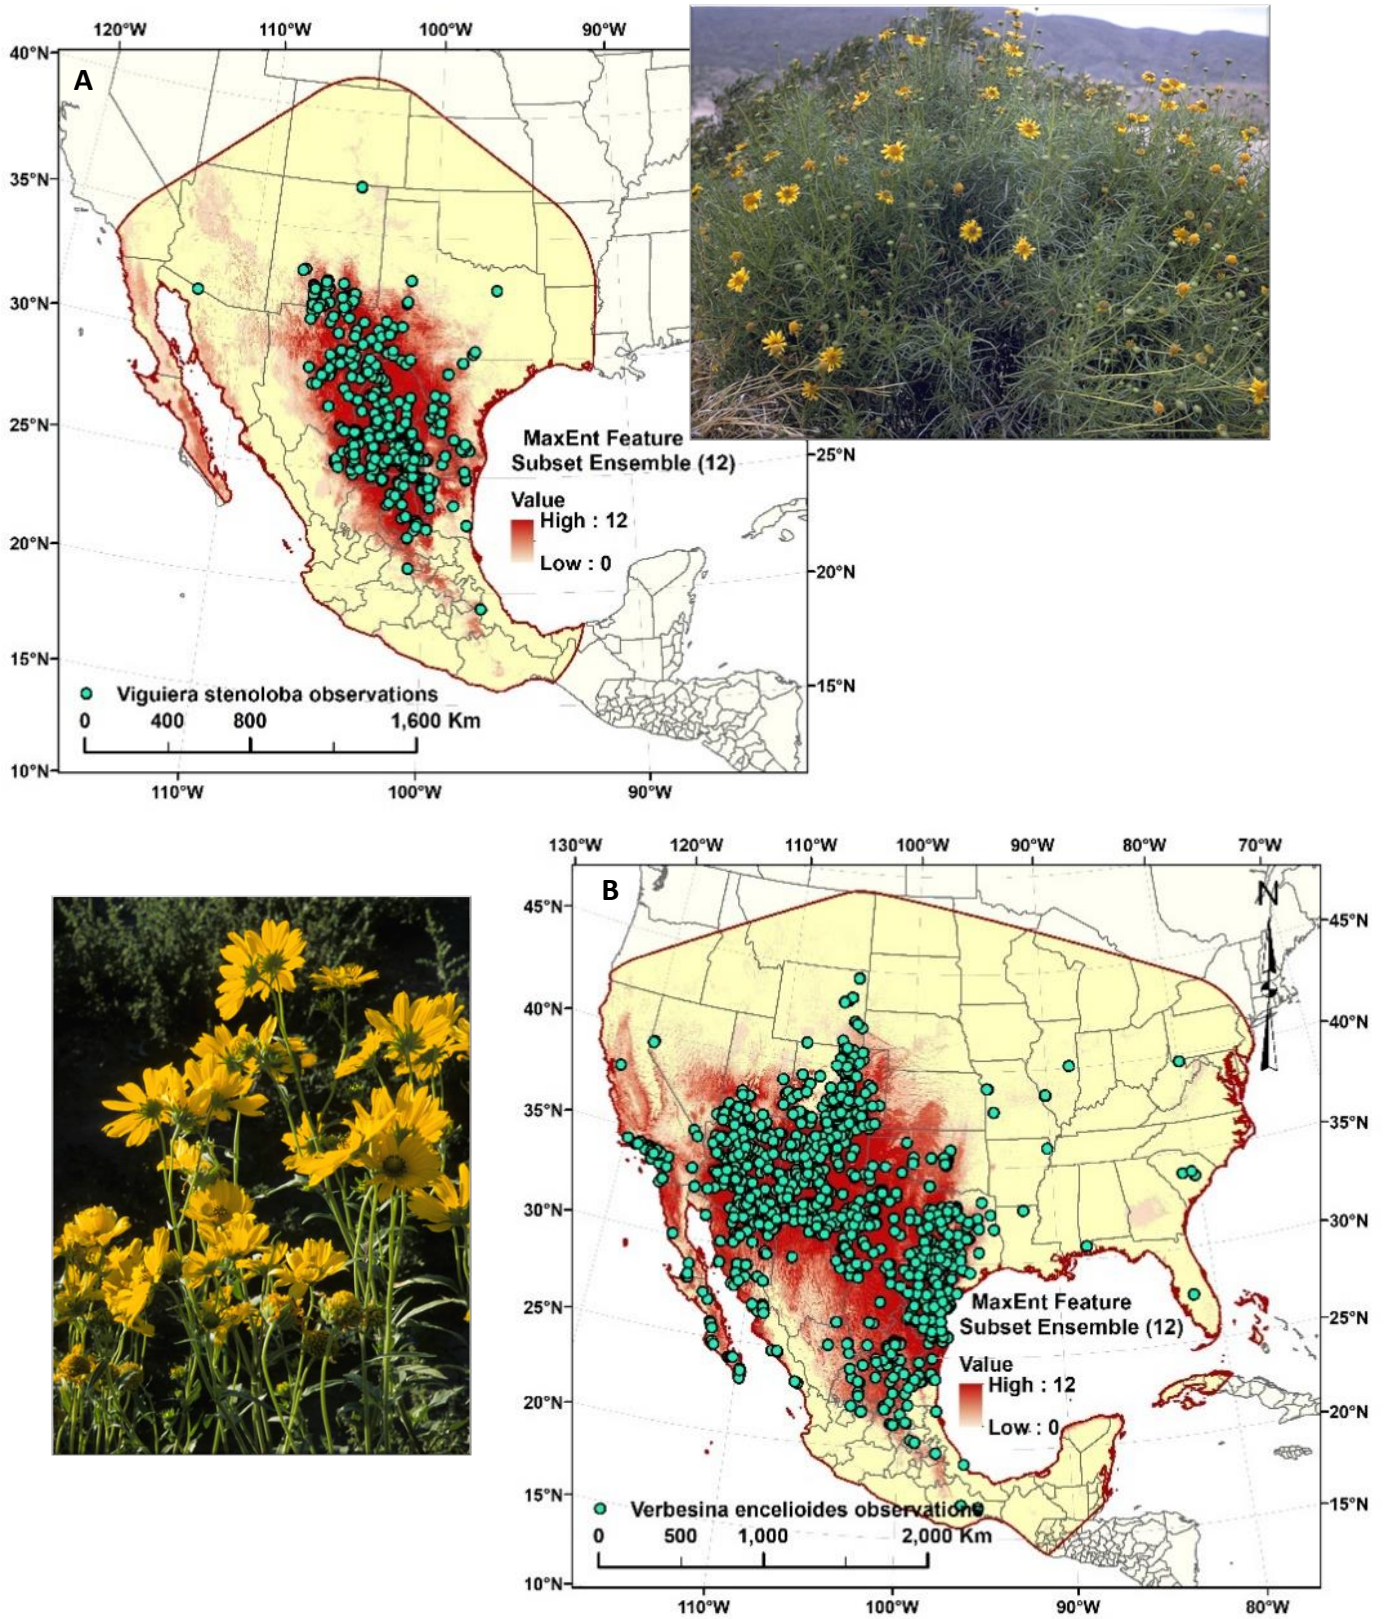 120°W 110°W 100°W 90°W
40°N
A
35°N
30°N
25°N
MaxEnt Feature
Subset Ensemble (12)
25°N
Value
High : 12
Low : 0
20°N
20°N
15°N
15°N
Viguiera stenoloba observations
0 400 800 1,600 Km
10°N
110°W 100°W 90°W
130°W 120°W 110°W 100°W 90°W 80°W 70°W
B
N
45°N 45°N
40°N 40°N
35°N 35°N
30°N 30°N
25°N 25°N
MaxEnt Feature
Subset Ensemble (12)
Value
High : 12
Low : 0
20°N 20°N
15°N 15°N
Verbesina encelioides observations
0 500 1,000 2,000 Km
10°N
110°W 100°W 90°W 80°W